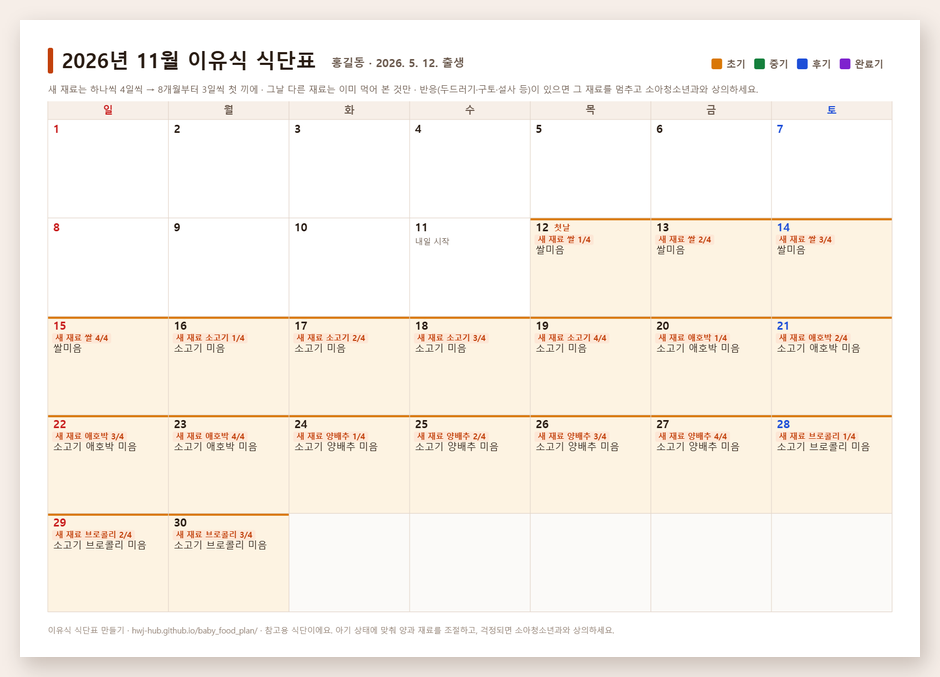 2026년 11월 이유식 식단표 홍길동 · 2026. 5. 12. 출생 초기 중기 후기 완료기
새 재료는 하나씩 4일씩 → 8개월부터 3일씩 첫 끼에 · 그날 다른 재료는 이미 먹어 본 것만 · 반응(두드러기·구토·설사 등)이 있으면 그 재료를 멈추고 소아청소년과와 상의하세요.
일 월 화 수 목 금 토
1 2 3 4 5 6 7
8 9 10 11 12 첫날 13 14
내일 시작 새 재료 쌀 1/4 새 재료 쌀 2/4 새 재료 쌀 3/4
쌀미음 쌀미음 쌀미음
15 16 17 18 19 20 21
새 재료 쌀 4/4 새 재료 소고기 1/4 새 재료 소고기 2/4 새 재료 소고기 3/4 새 재료 소고기 4/4 새 재료 애호박 1/4 새 재료 애호박 2/4
쌀미음 소고기 미음 소고기 미음 소고기 미음 소고기 미음 소고기 애호박 미음 소고기 애호박 미음
22 23 24 25 26 27 28
새 재료 애호박 3/4 새 재료 애호박 4/4 새 재료 양배추 1/4 새 재료 양배추 2/4 새 재료 양배추 3/4 새 재료 양배추 4/4 새 재료 브로콜리 1/4
소고기 애호박 미음 소고기 애호박 미음 소고기 양배추 미음 소고기 양배추 미음 소고기 양배추 미음 소고기 양배추 미음 소고기 브로콜리 미음
29 30
새 재료 브로콜리 2/4 새 재료 브로콜리 3/4
소고기 브로콜리 미음 소고기 브로콜리 미음
이유식 식단표 만들기 · hwj-hub.github.io/baby_food_plan/ · 참고용 식단이에요. 아기 상태에 맞춰 양과 재료를 조절하고, 걱정되면 소아청소년과와 상의하세요.